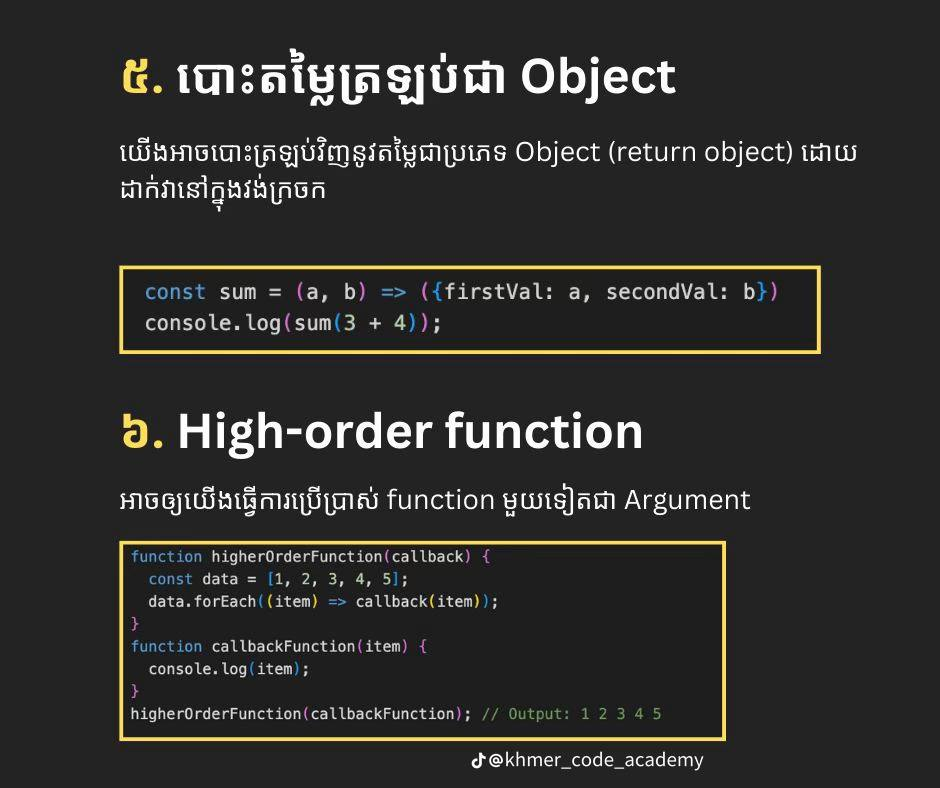 ៥. បោះតម្លៃត្រឡប់ជា Object
យើងអាចបោះត្រឡប់វិញនូវតម្លៃជាប្រភេទ Object (return object) ដោយ
ដាក់វានៅក្នុងវង់ក្រចក
const sum = (a, b) => ({firstVal: a, secondVal: b})
console.log(sum(3 + 4));
៦. High-order function
អាចឲ្យយើងធ្វើការប្រើប្រាស់ function មួយទៀតជា Argument
function higherOrderFunction(callback) {
  const data = [1, 2, 3, 4, 5];
  data.forEach((item) => callback(item));
}
function callbackFunction(item) {
  console.log(item);
}
higherOrderFunction(callbackFunction); // Output: 1 2 3 4 5
@khmer_code_academy